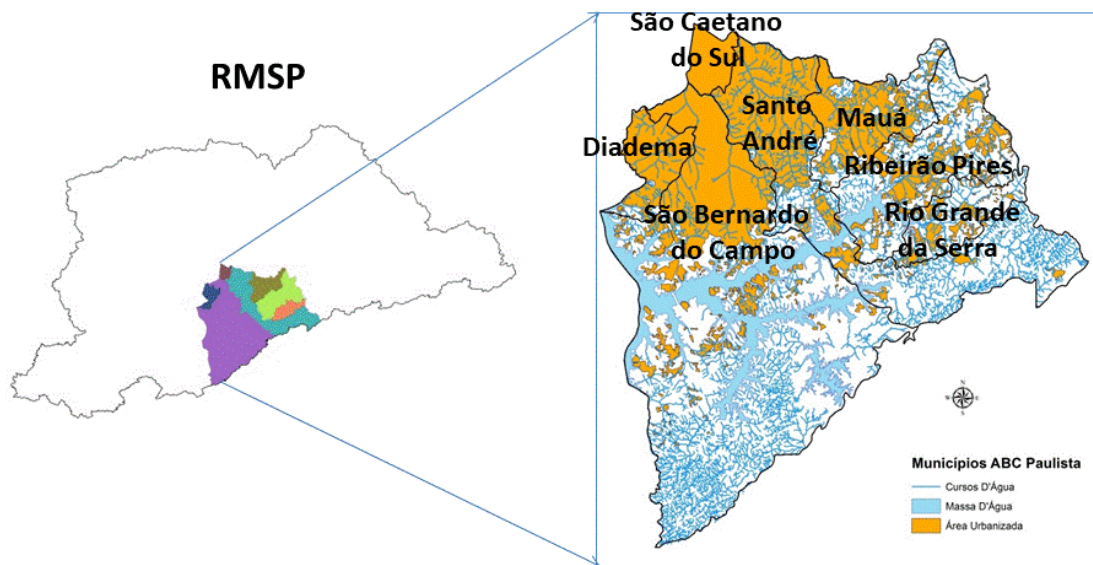 RMSP
São Caetano
do Sul
Santo
André
Mauá
Diadema
Ribeirão Pires
São Bernardo
do Campo
Rio Grande
da Serra
N
W
E
S
Municípios ABC Paulista
Cursos D'Água
Massa D'Água
Área Urbanizada